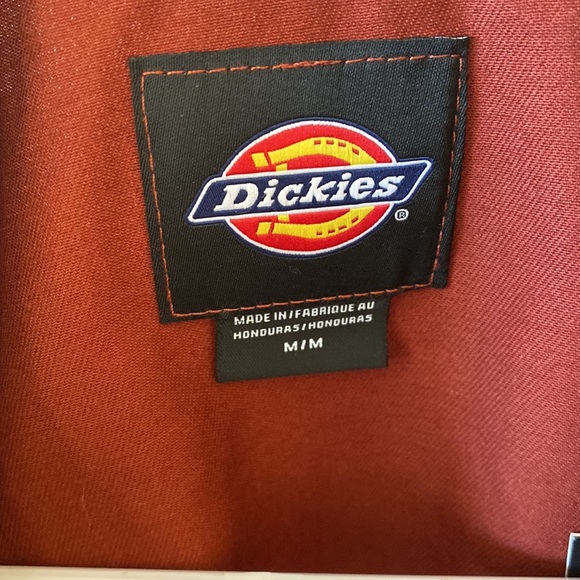 Dickies
®
MADE IN/FABRIQUE AU
HONDURAS/HONDURAS
M/M